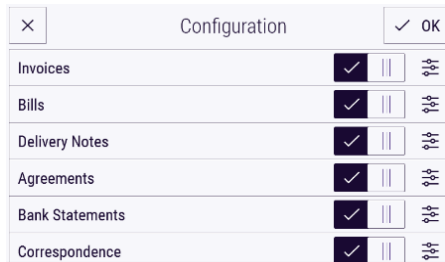 Configuration
OK
Invoices
Bills
Delivery Notes
Agreements
Bank Statements
Correspondence